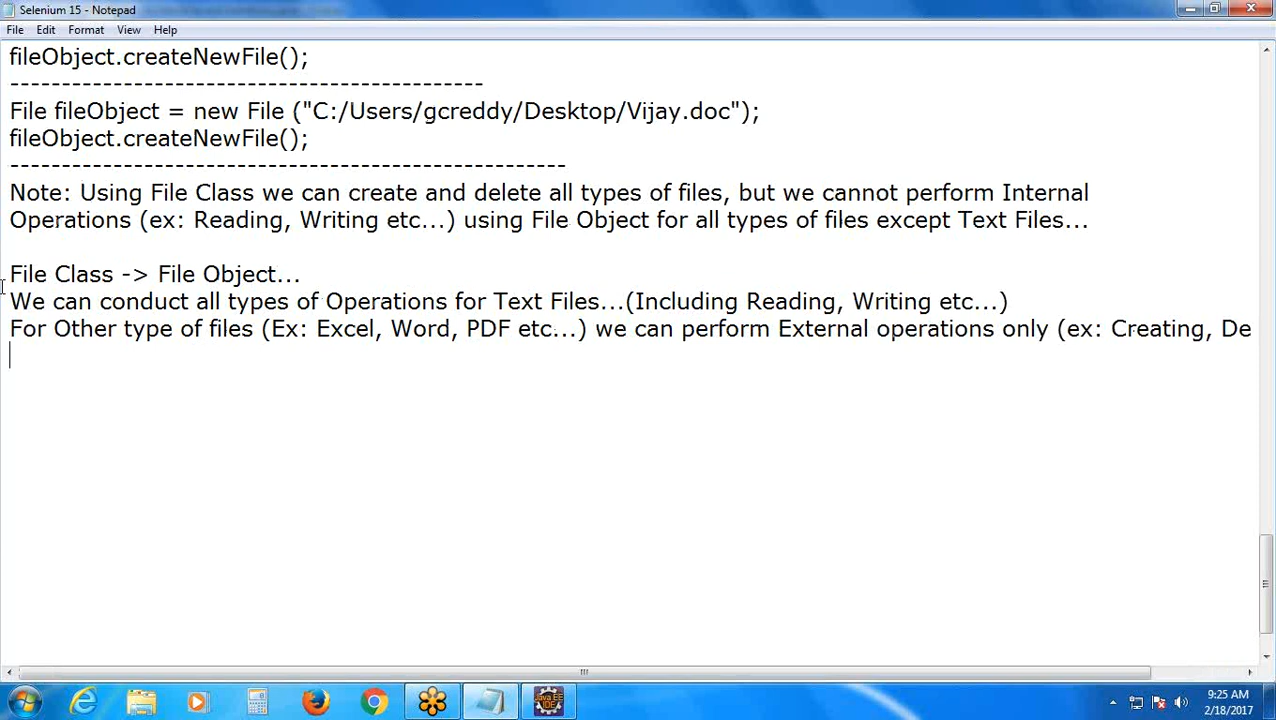 Selenium 15 - Notepad
File Edit Format View Help
fileObject.createNewFile();
----------------------------------------------
File fileObject = new File ("C:/Users/gcreddy/Desktop/Vijay.doc");
fileObject.createNewFile();
------------------------------------------------------
Note: Using File Class we can create and delete all types of files, but we cannot perform Internal
Operations (ex: Reading, Writing etc...) using File Object for all types of files except Text Files...
File Class -> File Object...
We can conduct all types of Operations for Text Files...(Including Reading, Writing etc...)
For Other type of files (Ex: Excel, Word, PDF etc...) we can perform External operations only (ex: Creating, De
Java EE
IDE
9:25 AM
2/18/2017